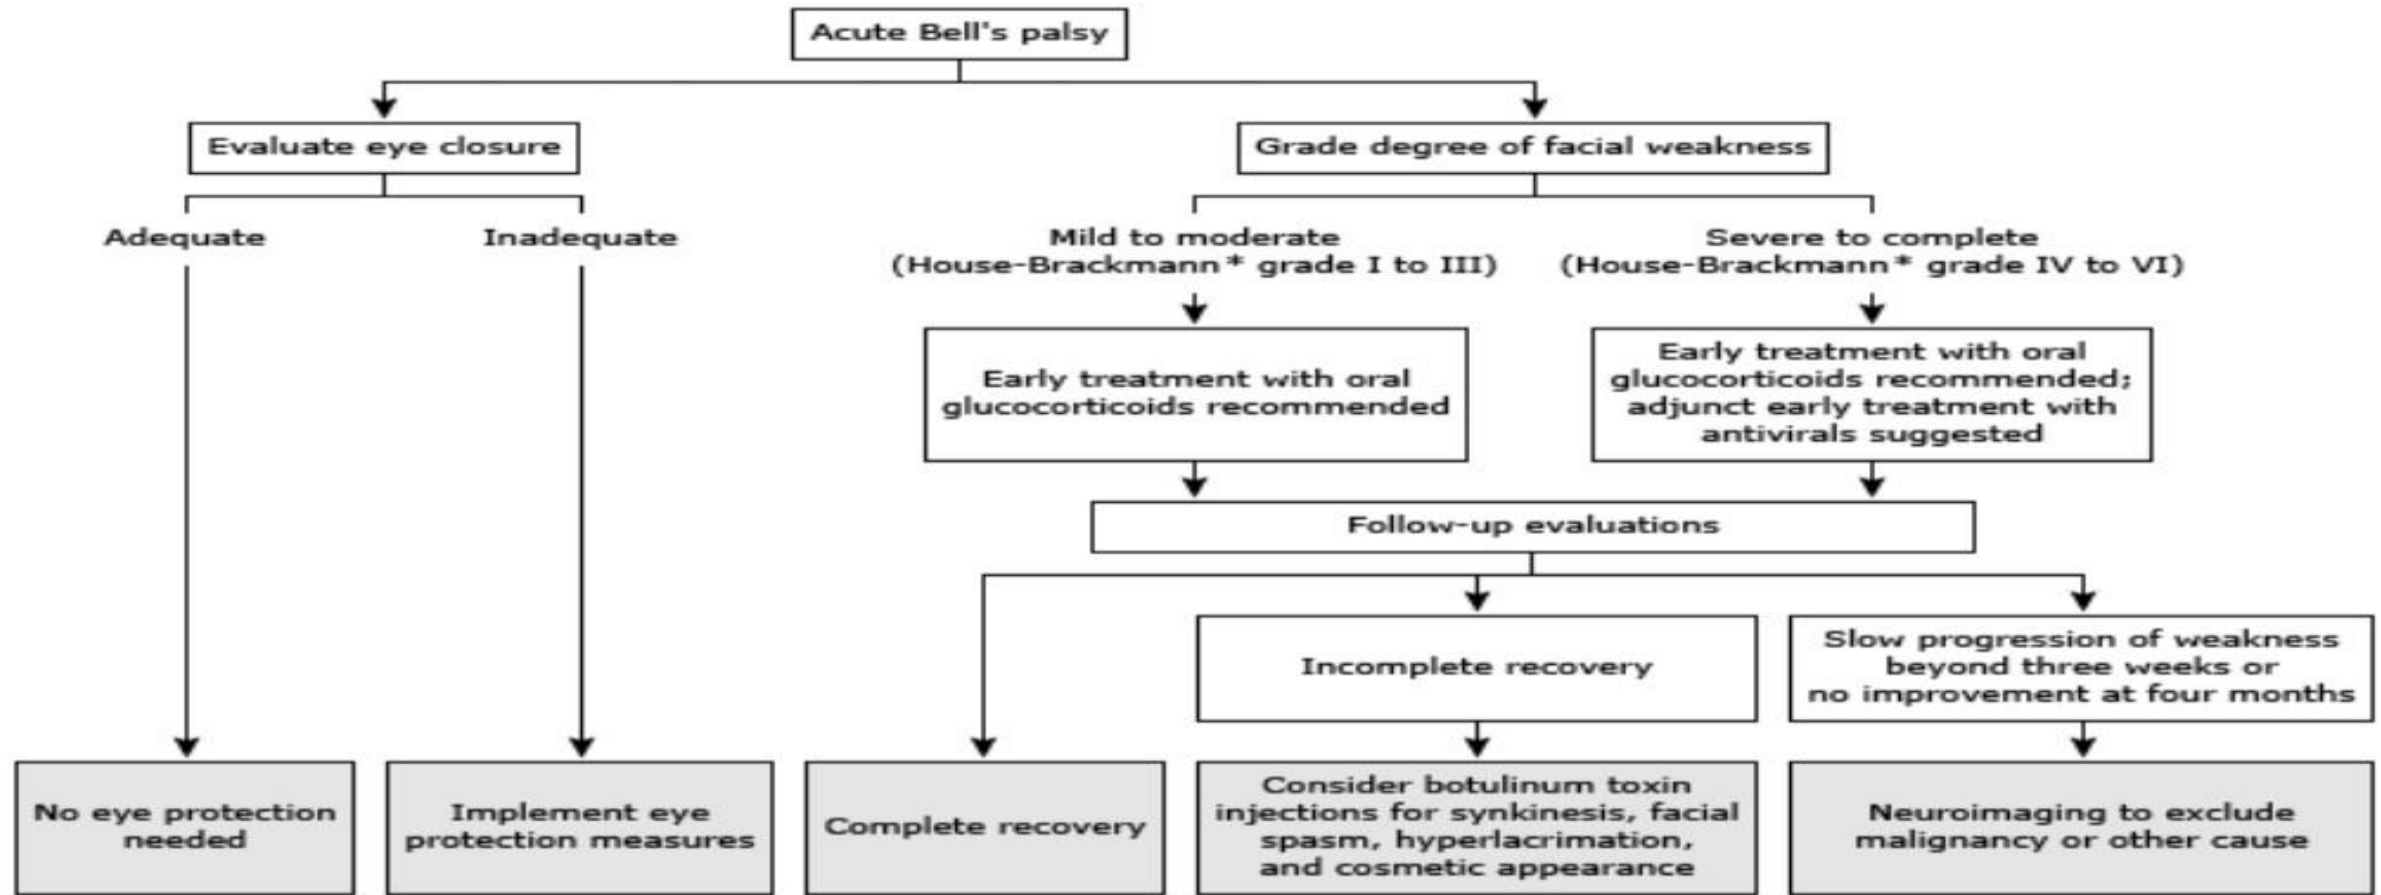 Acute Bell's palsy
Evaluate eye closure
Grade degree of facial weakness
Adequate
Inadequate
Mild to moderate
(House-Brackmann* grade I to III)
Severe to complete
(House-Brackmann* grade IV to VI)
Early treatment with oral
glucocorticoids recommended
Early treatment with oral
glucocorticoids recommended;
adjunct early treatment with
antivirals suggested
Follow-up evaluations
Incomplete recovery
Slow progression of weakness
beyond three weeks or
no improvement at four months
No eye protection
needed
Implement eye
protection measures
Complete recovery
Consider botulinum toxin
injections for synkinesis, facial
spasm, hyperlacrimation,
and cosmetic appearance
Neuroimaging to exclude
malignancy or other cause